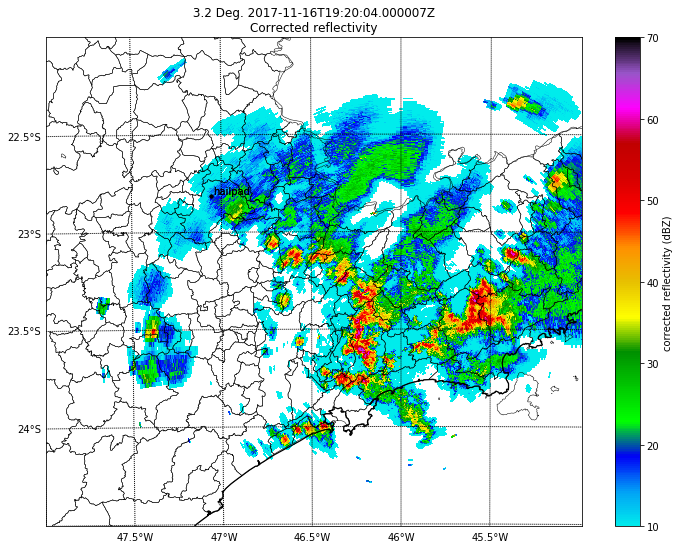 3.2 Deg. 2017-11-16T19:20:04.000007Z
Corrected reflectivity
22.5°S
23°S
23.5°S
24°S
47.5°W
47°W
46.5°W
46°W
45.5°W
hailpad
70
60
50
40
30
20
10
corrected reflectivity (dBZ)